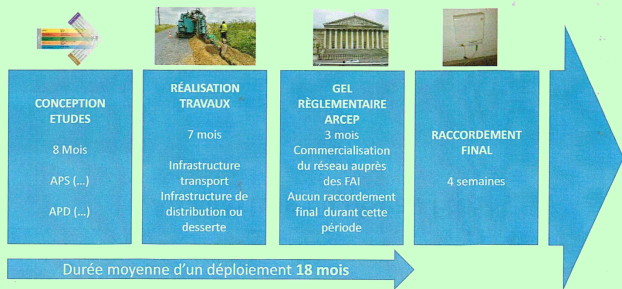 CONCEPTION
ETUDES
8 Mois
APS (...)
APD (...)
RÉALISATION
TRAVAUX
7 mois
Infrastructure
transport
Infrastructure de
distribution ou
desserte
GEL
RÈGLEMENTAIRE
ARCEP
3 mois
Commercialisation
du réseau auprès
des FAI
Aucun raccordement
final durant cette
période
RACCORDEMENT
FINAL
4 semaines
Durée moyenne d'un déploiement 18 mois